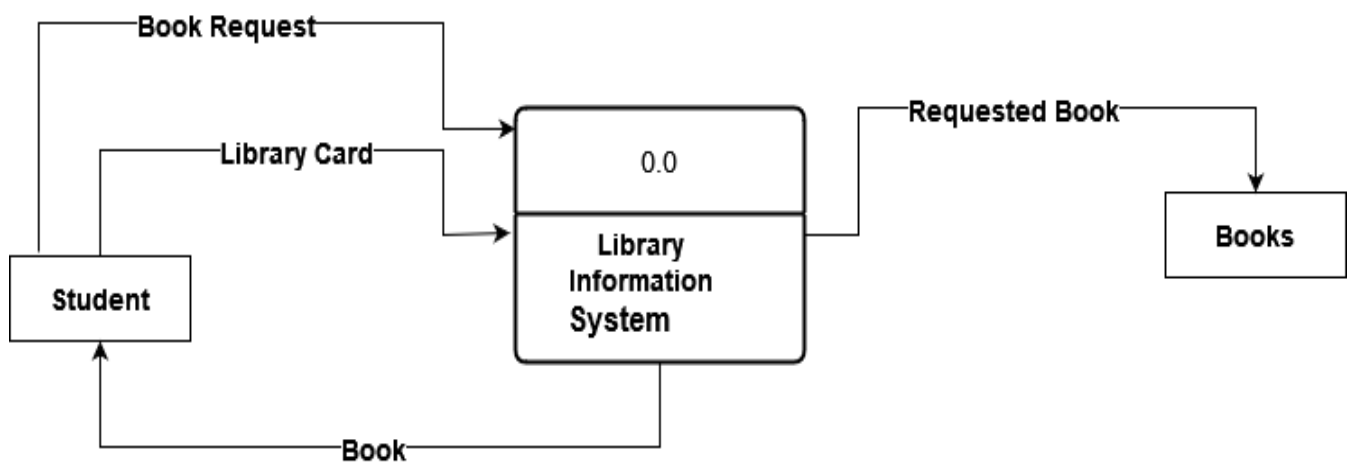 Book Request
Requested Book
Library Card
0.0
Library
Information
System
Books
Student
Book